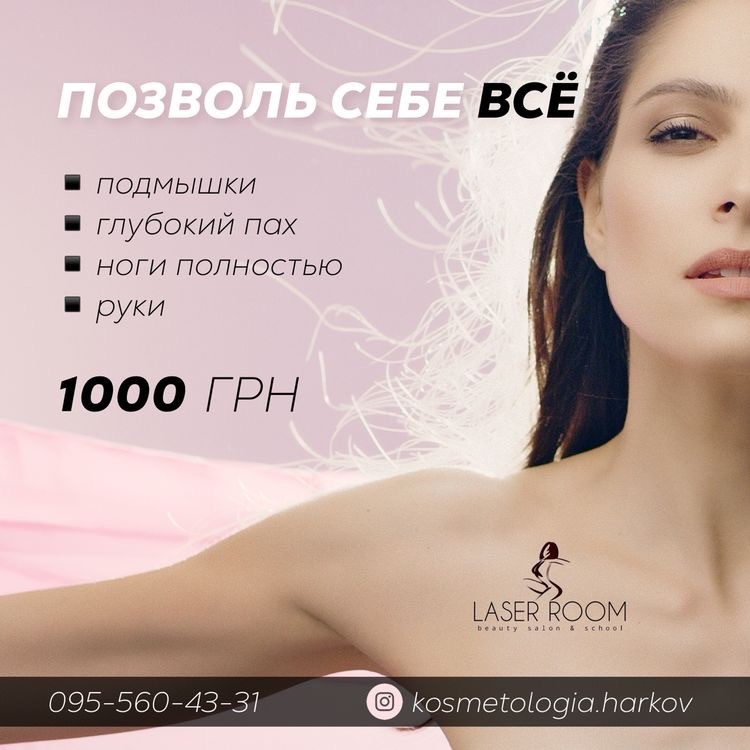 ПОЗВОЛЬ СЕБЕ ВСЁ
подмышки
глубокий пах
ноги полностью
руки
1000 ГРН
LASER ROOM
beauty salon & school
095-560-43-31
kosmetologia.harkov